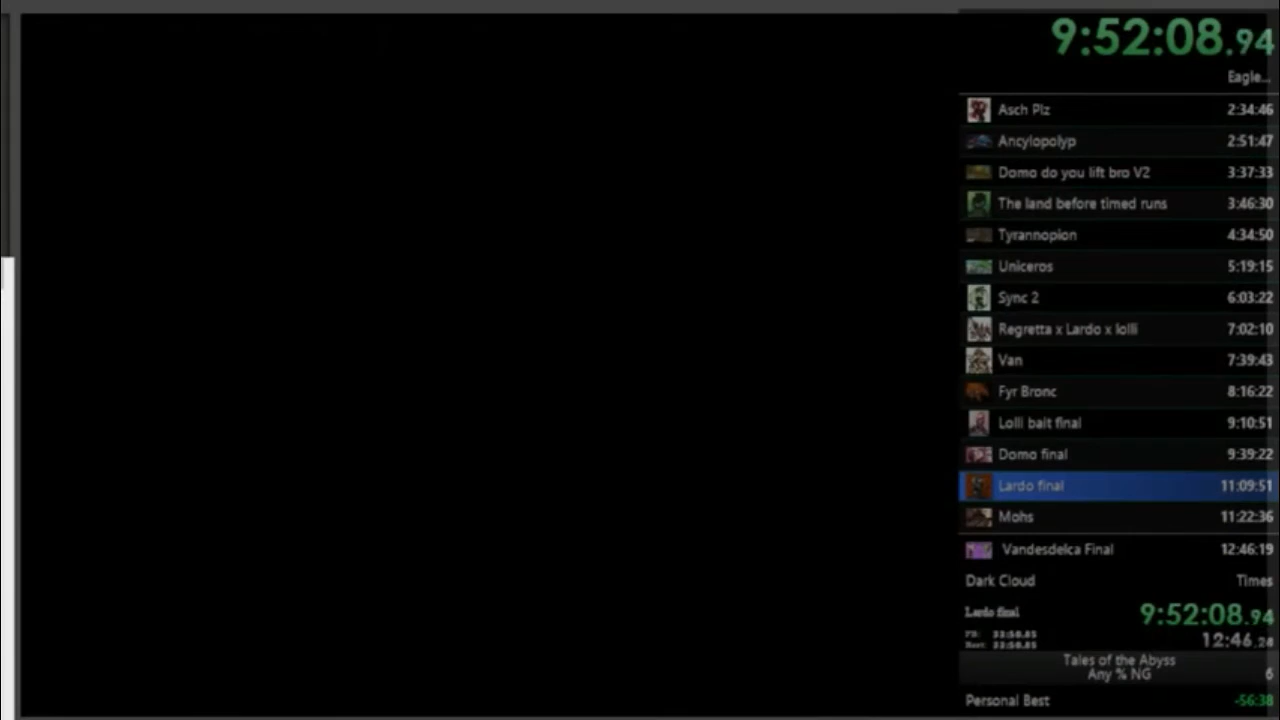 9:52:08.94
Eagle...
Asch Plz 2:34:46
Ancylopolyp 2:51:47
Domo do you lift bro V2 3:37:33
The land before timed runs 3:46:30
Tyrannopion 4:34:50
Uniceros 5:19:15
Sync 2 6:03:22
Regretta x Lardo x lolli 7:02:10
Van 7:39:43
Fyr Bronc 8:16:22
Lolli bait final 9:10:51
Domo final 9:39:22
Lardo final 11:09:51
Mohs 11:22:36
Vandesdelca Final 12:46:19
Dark Cloud Times
Lardo final 9:52:08.94
PB:
Best:
12:46.24
Tales of the Abyss
Any % NG 6
Personal Best -56:38